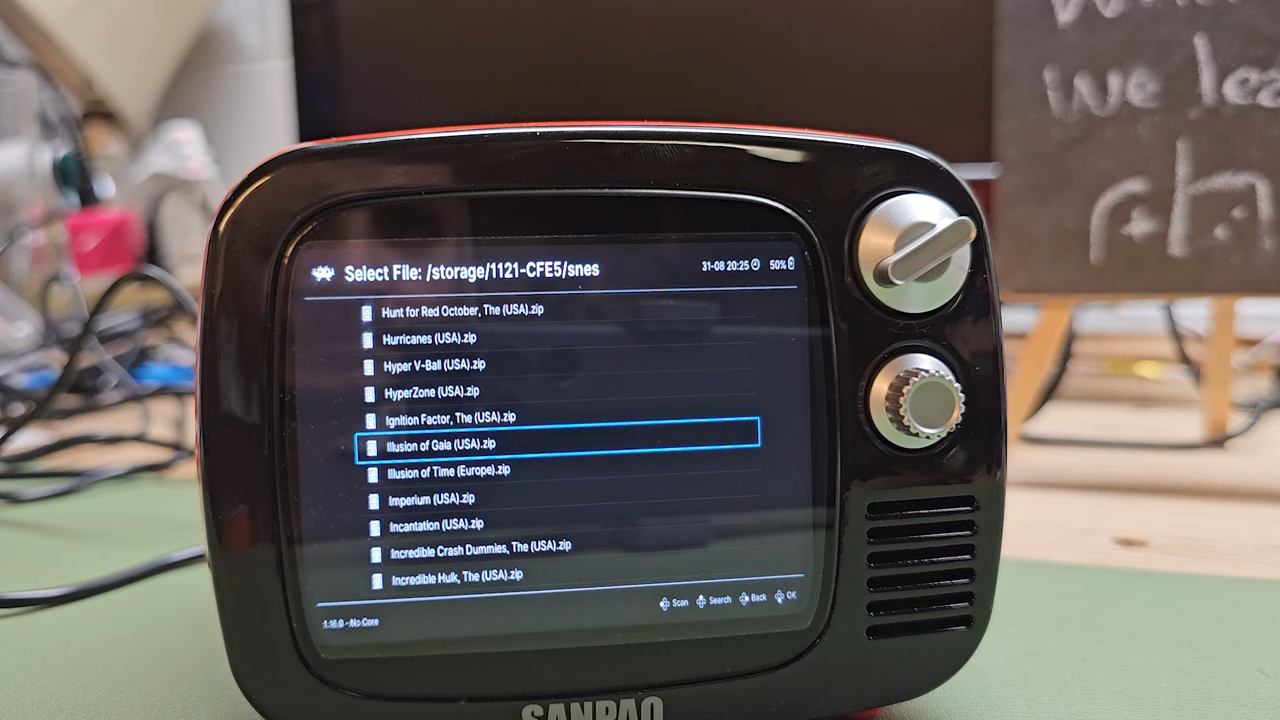 we lea
Select File: /storage/1121-CFE5/snes
31-08 20:25 50%
Hunt for Red October, The (USA).zip
Hurricanes (USA).zip
Hyper V-Ball (USA).zip
HyperZone (USA).zip
Ignition Factor, The (USA).zip
Illusion of Gaia (USA).zip
Illusion of Time (Europe).zip
Imperium (USA).zip
Incantation (USA).zip
Incredible Crash Dummies, The (USA).zip
Incredible Hulk, The (USA).zip
Scan Search Back OK
1.16.0 - No Core
SANPAO